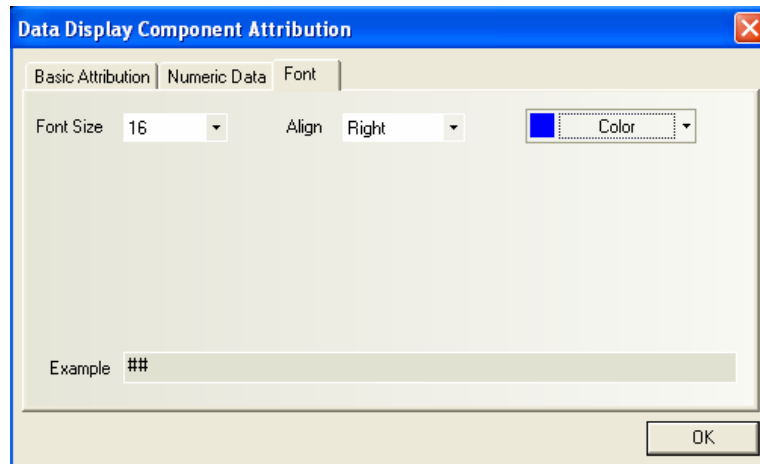 Data Display Component Attribution
Basic Attribution Numeric Data Font
Font Size 16 Align Right Color
Example ##
OK